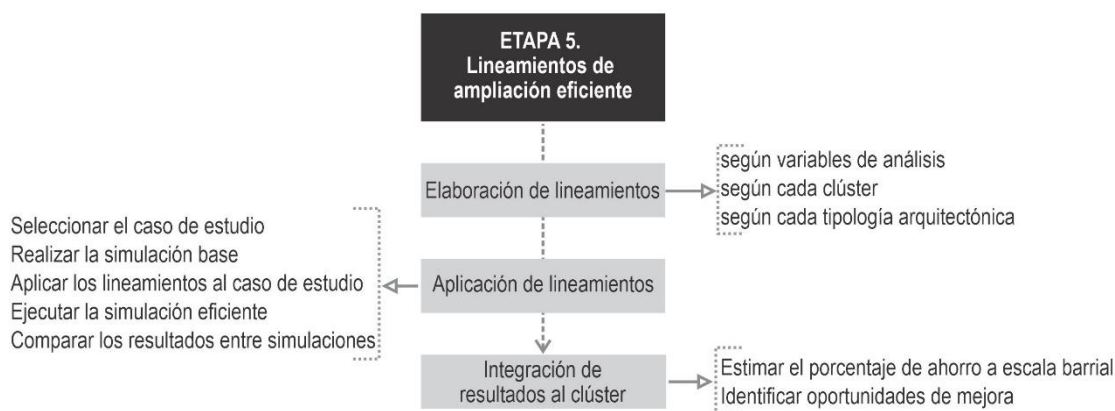 ETAPA 5.
Lineamientos de
ampliación eficiente
Elaboración de lineamientos
según variables de análisis
según cada clúster
según cada tipología arquitectónica
Seleccionar el caso de estudio
Realizar la simulación base
Aplicar los lineamientos al caso de estudio
Ejecutar la simulación eficiente
Comparar los resultados entre simulaciones
Aplicación de lineamientos
Integración de
resultados al clúster
Estimar el porcentaje de ahorro a escala barrial
Identificar oportunidades de mejora